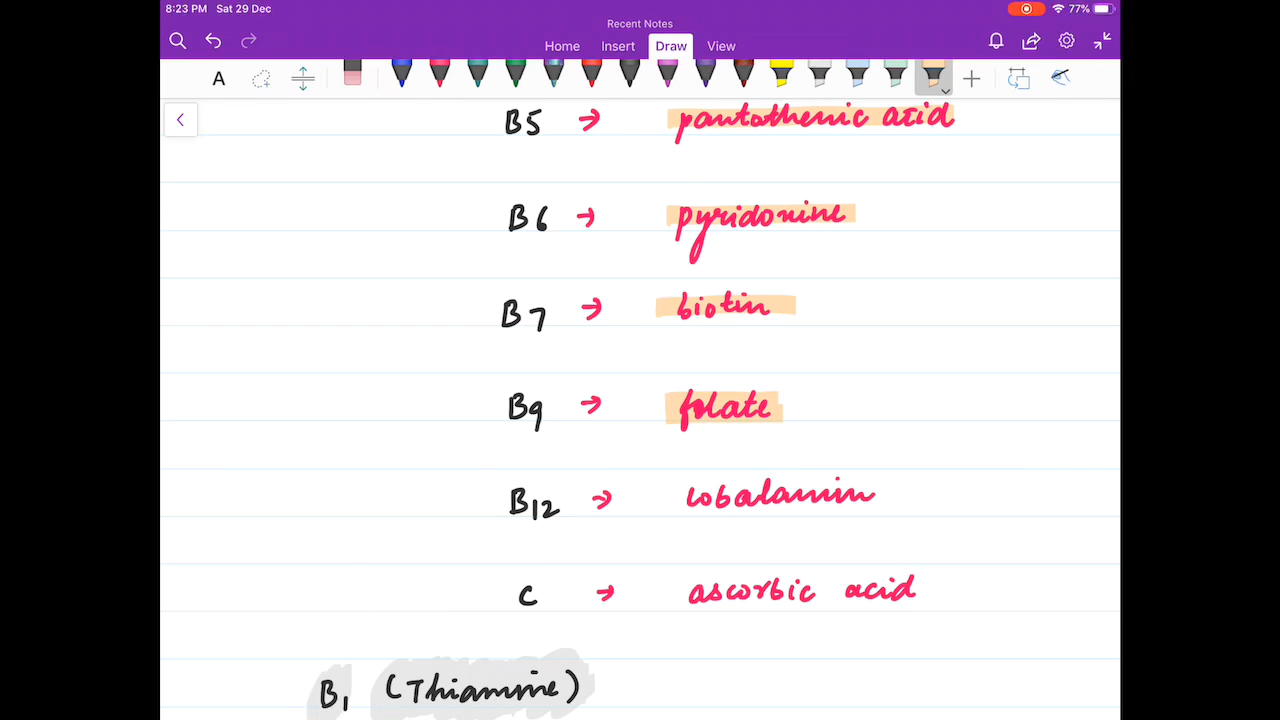 8:23 PM Sat 29 Dec 77%
Recent Notes
Home Insert Draw View
A
B5 → pantothenic acid
B6 → pyridonine
B7 → biotin
B9 → folate
B12 → cobalamin
C → ascorbic acid
B1 (Thiamine)